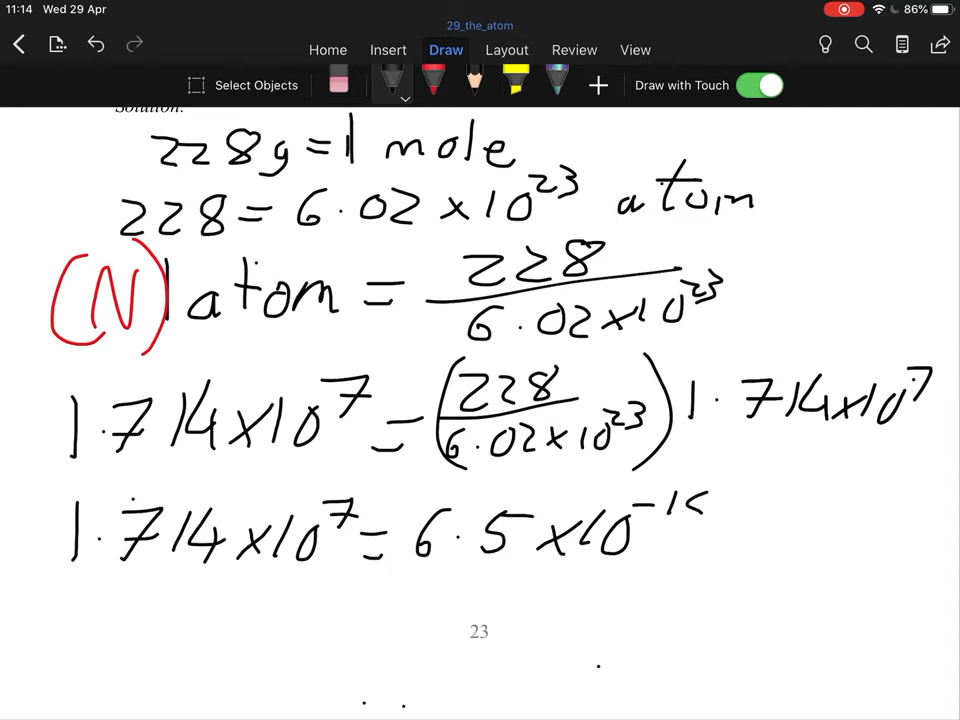 11:14 Wed 29 Apr 86%
29_the_atom
Home Insert Draw Layout Review View
Select Objects Draw with Touch
Solution:
228g = 1 mole
228 = 6.02 × 10^23 atom
(N) 1 atom = 228 / 6.02 × 10^23
1.714 × 10^7 = (228 / 6.02 × 10^23) 1.714 × 10^7
1.714 × 10^7 = 6.5 × 10
23